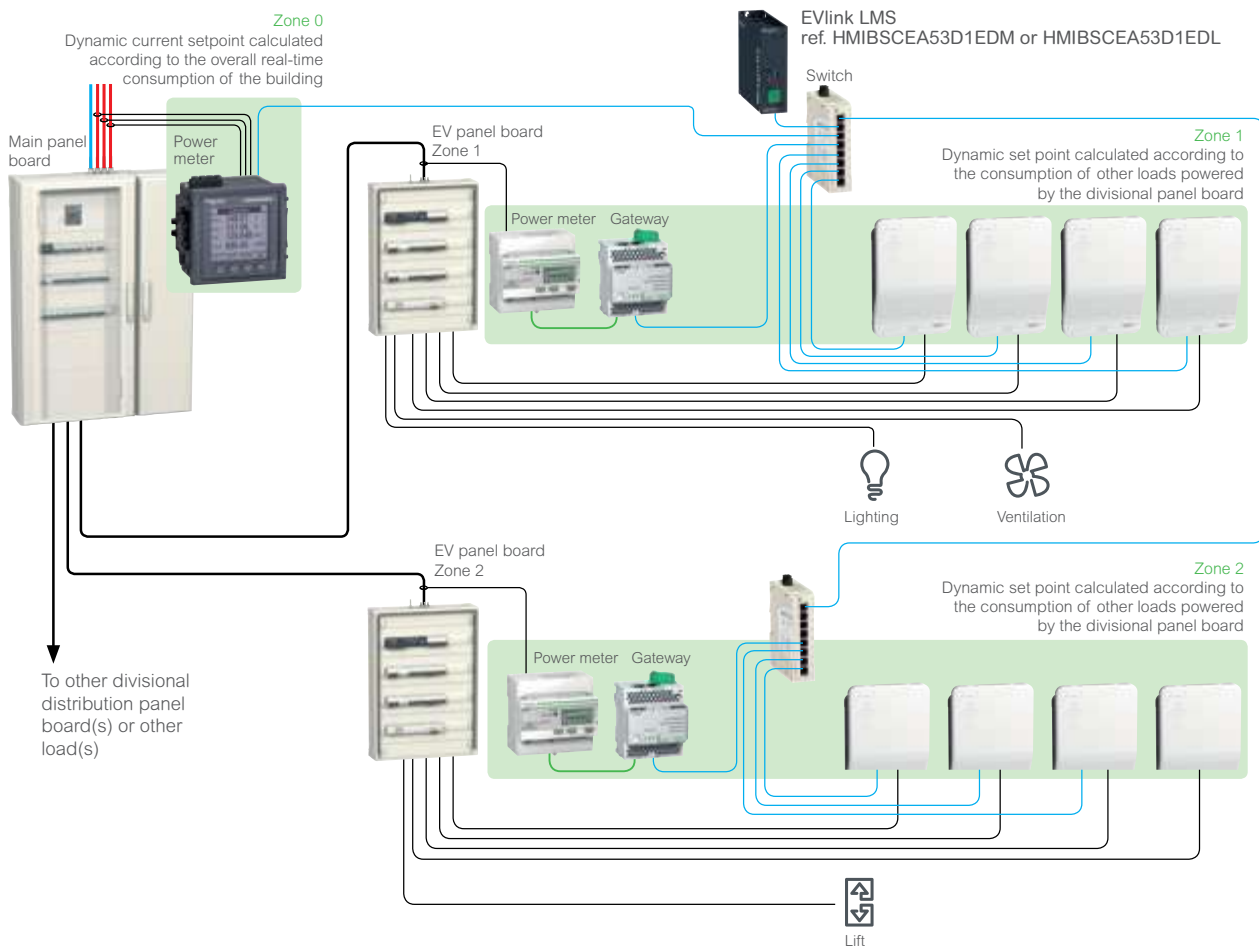 Zone 0
Dynamic current setpoint calculated
according to the overall real-time
consumption of the building
EVlink LMS
ref. HMIBSCEA53D1EDM or HMIBSCEA53D1EDL
Switch
Main panel
board
Power
meter
EV panel board
Zone 1
Zone 1
Dynamic set point calculated according to
the consumption of other loads powered
by the divisional panel board
Power meter
Gateway
Lighting
Ventilation
EV panel board
Zone 2
Zone 2
Dynamic set point calculated according to
the consumption of other loads powered
by the divisional panel board
Power meter
Gateway
To other divisional
distribution panel
board(s) or other
load(s)
Lift